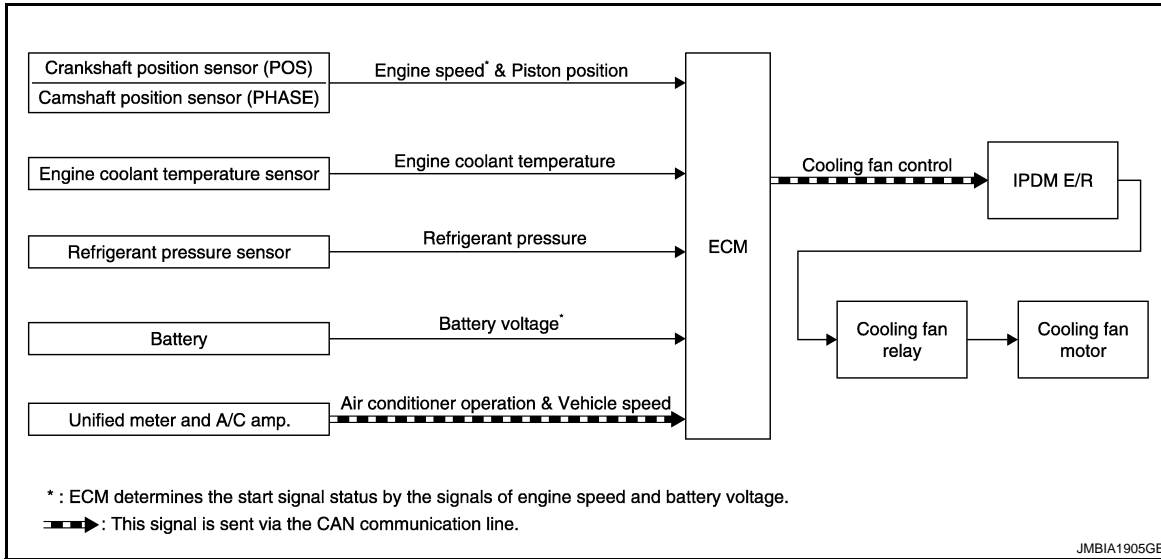 Crankshaft position sensor (POS)
Camshaft position sensor (PHASE)
Engine speed* & Piston position
Engine coolant temperature sensor
Engine coolant temperature
Refrigerant pressure sensor
Refrigerant pressure
Battery
Battery voltage*
Unified meter and A/C amp.
Air conditioner operation & Vehicle speed
ECM
Cooling fan control
IPDM E/R
Cooling fan
relay
Cooling fan
motor
* : ECM determines the start signal status by the signals of engine speed and battery voltage.
: This signal is sent via the CAN communication line.
JMBIA1905GB